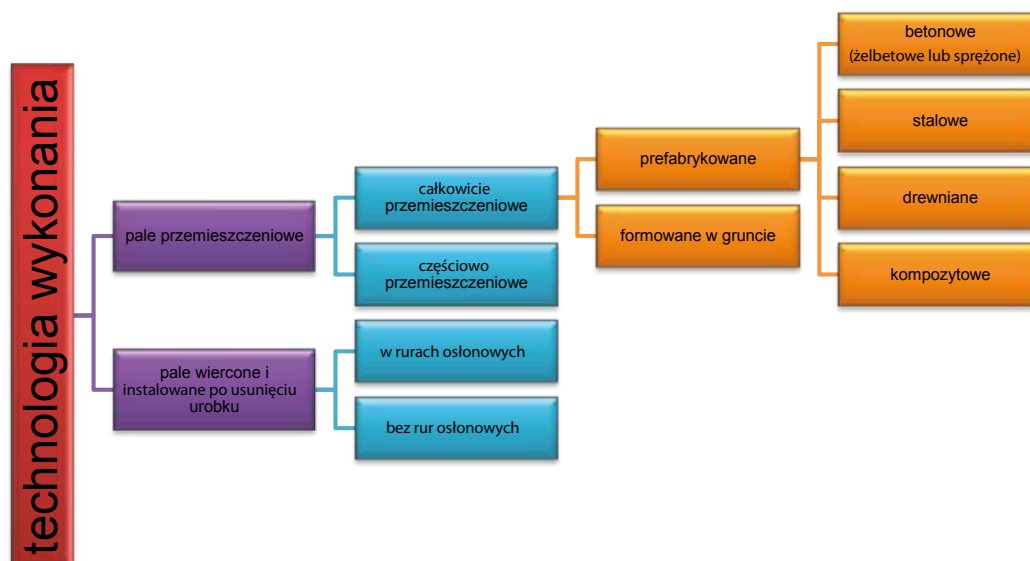 technologia wykonania
pale przemieszczeniowe
całkowicie
przemieszczeniowe
prefabrykowane
betonowe
(żelbetowe lub sprężone)
stalowe
drewniane
kompozytowe
formowane w gruncie
częściowo
przemieszczeniowe
pale wiercone i
instalowane po usunięciu
urobku
w rurach osłonowych
bez rur osłonowych